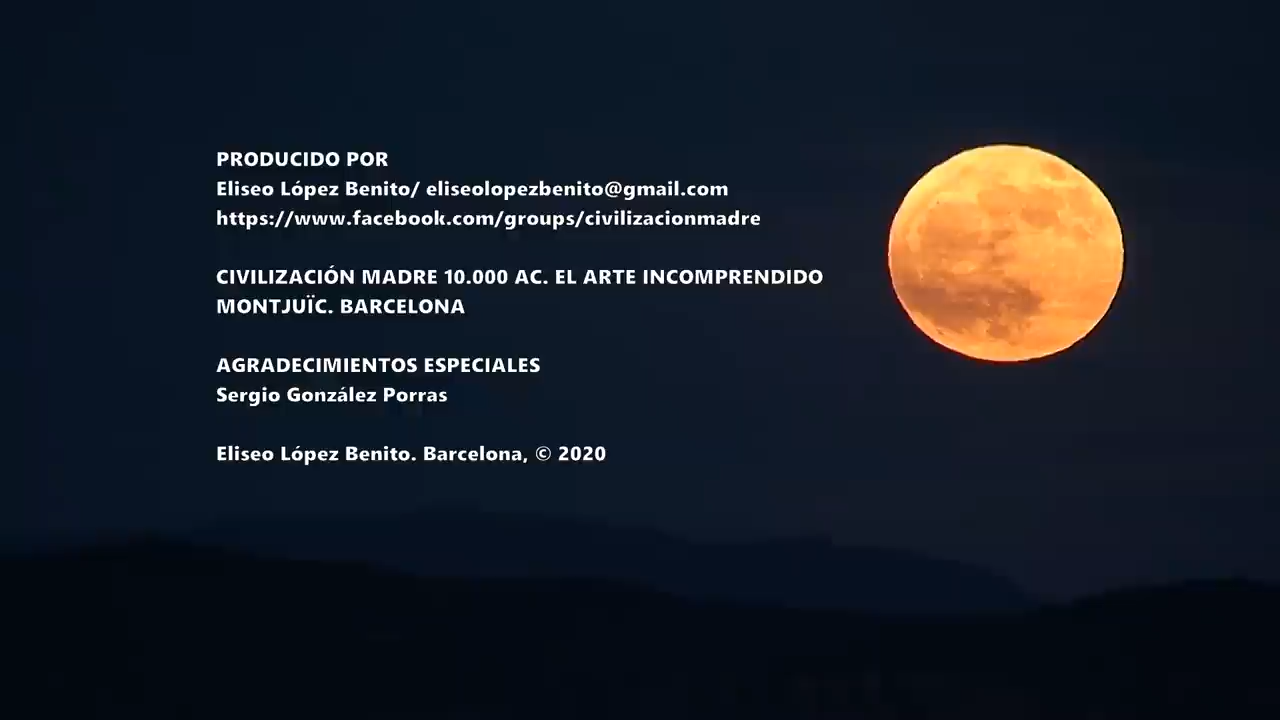 PRODUCIDO POR
Eliseo López Benito/ eliseolopezbenito@gmail.com
https://www.facebook.com/groups/civilizacionmadre
CIVILIZACIÓN MADRE 10.000 AC. EL ARTE INCOMPRENDIDO
MONTJUÏC. BARCELONA
AGRADECIMIENTOS ESPECIALES
Sergio González Porras
Eliseo López Benito. Barcelona, © 2020